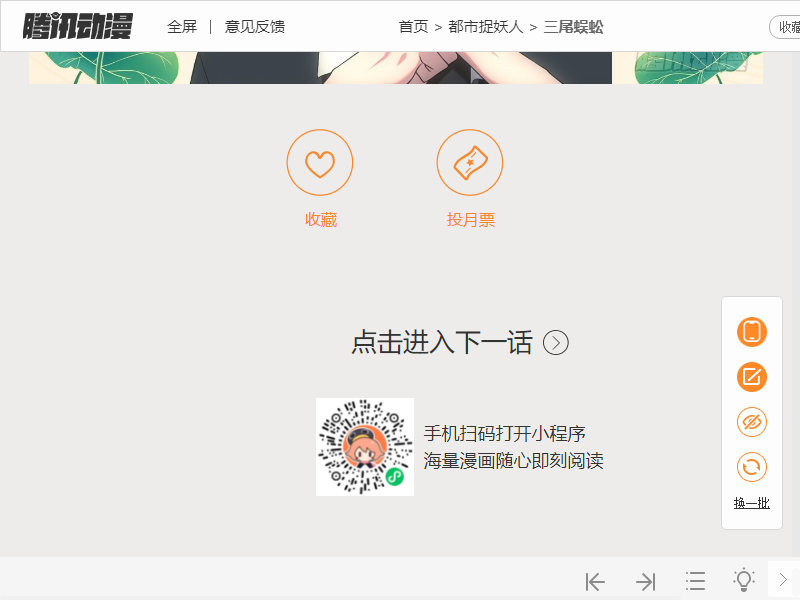 腾讯动漫 全屏 | 意见反馈 首页 > 都市捉妖人 > 三尾蜈蚣 收藏
收藏 投月票
点击进入下一话
手机扫码打开小程序
海量漫画随心即刻阅读
换一批